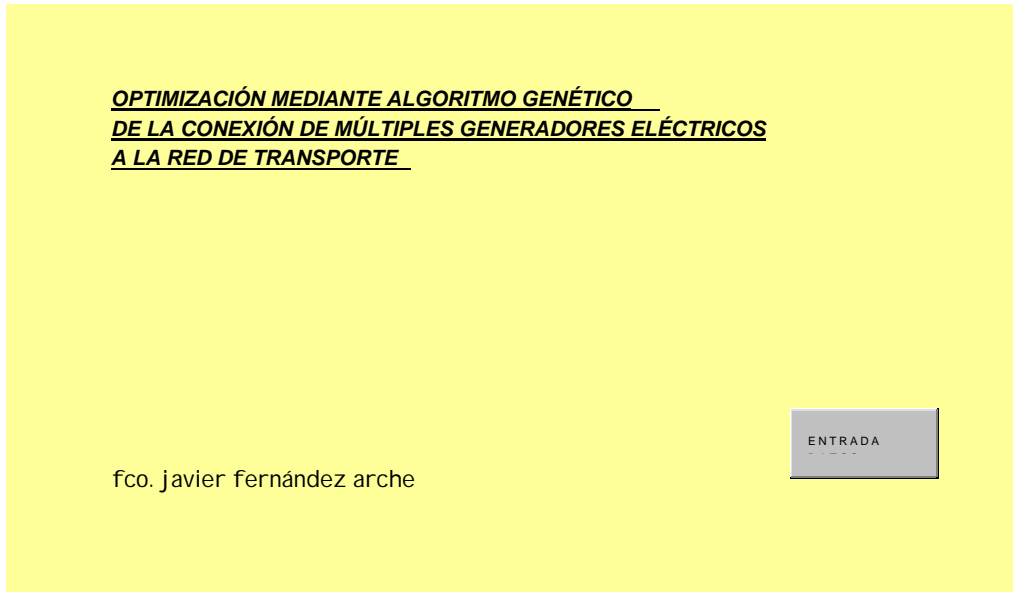 OPTIMIZACIÓN MEDIANTE ALGORITMO GENÉTICO
DE LA CONEXIÓN DE MÚLTIPLES GENERADORES ELÉCTRICOS
A LA RED DE TRANSPORTE
ENTRADA
fco. javier fernández arche